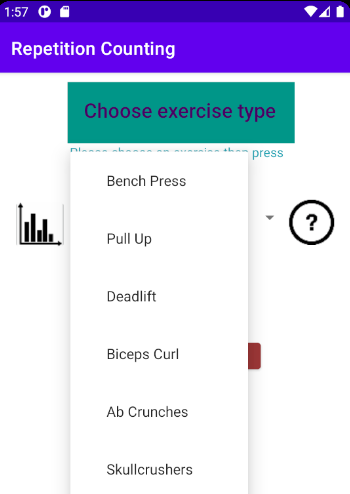 1:57
Repetition Counting
Choose exercise type
Please choose an exercise then press
Bench Press
Pull Up
?
Deadlift
Biceps Curl
Ab Crunches
Skullcrushers